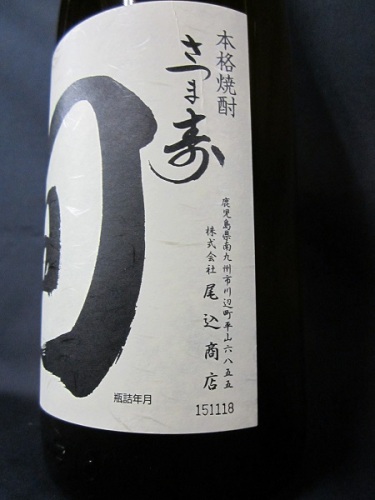 本格焼酎
さつま寿
鹿児島県南九州市川辺町平山六八五五
株式会社 尾込商店
瓶詰年月
151118